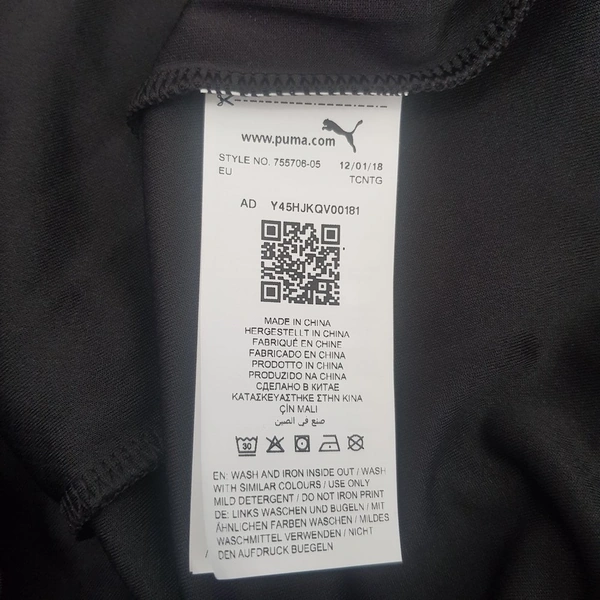 www.puma.com
STYLE NO. 755706-05 12/01/18
EU TCNTG
AD Y45HJKQV00181
MADE IN CHINA
HERGESTELLT IN CHINA
FABRIQUÉ EN CHINE
FABRICADO EN CHINA
PRODOTTO IN CHINA
PRODUZIDO NA CHINA
СДЕЛАНО В КИТАЕ
ΚΑΤΑΣΚΕΥΑΣΤΗΚΕ ΣΤΗΝ ΚΙΝΑ
ÇİN MALI
صنع في الصين
30
EN: WASH AND IRON INSIDE OUT / WASH
WITH SIMILAR COLOURS / USE ONLY
MILD DETERGENT / DO NOT IRON PRINT
DE: LINKS WASCHEN UND BUGELN / MIT
ÄHNLICHEN FARBEN WASCHEN / MILDES
WASCHMITTEL VERWENDEN / NICHT
DEN AUFDRUCK BUEGELN